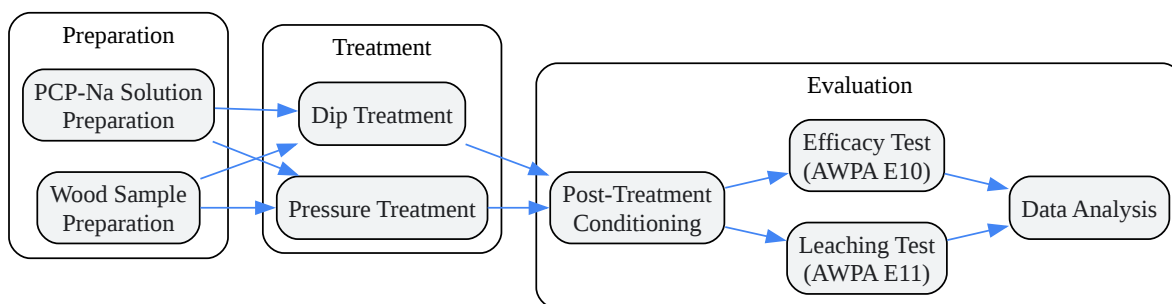 Preparation
PCP-Na Solution
Preparation
Wood Sample
Preparation
Treatment
Dip Treatment
Pressure Treatment
Evaluation
Post-Treatment
Conditioning
Efficacy Test
(AWPA E10)
Leaching Test
(AWPA E11)
Data Analysis